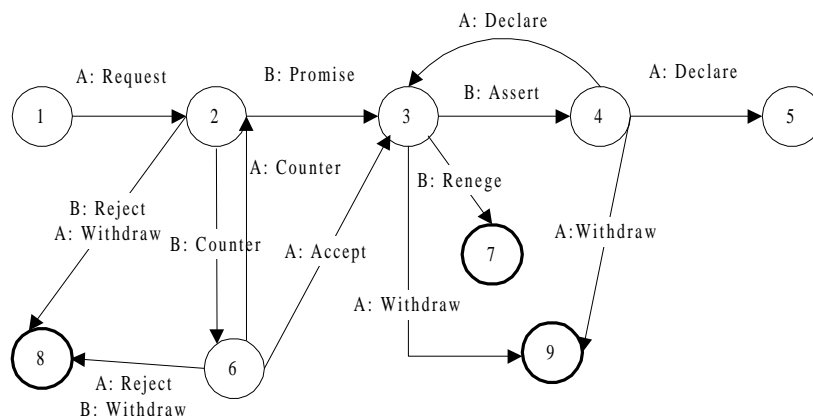 A: Declare
A: Request
B: Promise
A: Declare
B: Assert
1
2
3
4
5
A: Counter
B: Renege
B: Reject
A: Withdraw
B: Counter
A: Accept
A:Withdraw
7
A: Withdraw
8
6
9
A: Reject
B: Withdraw